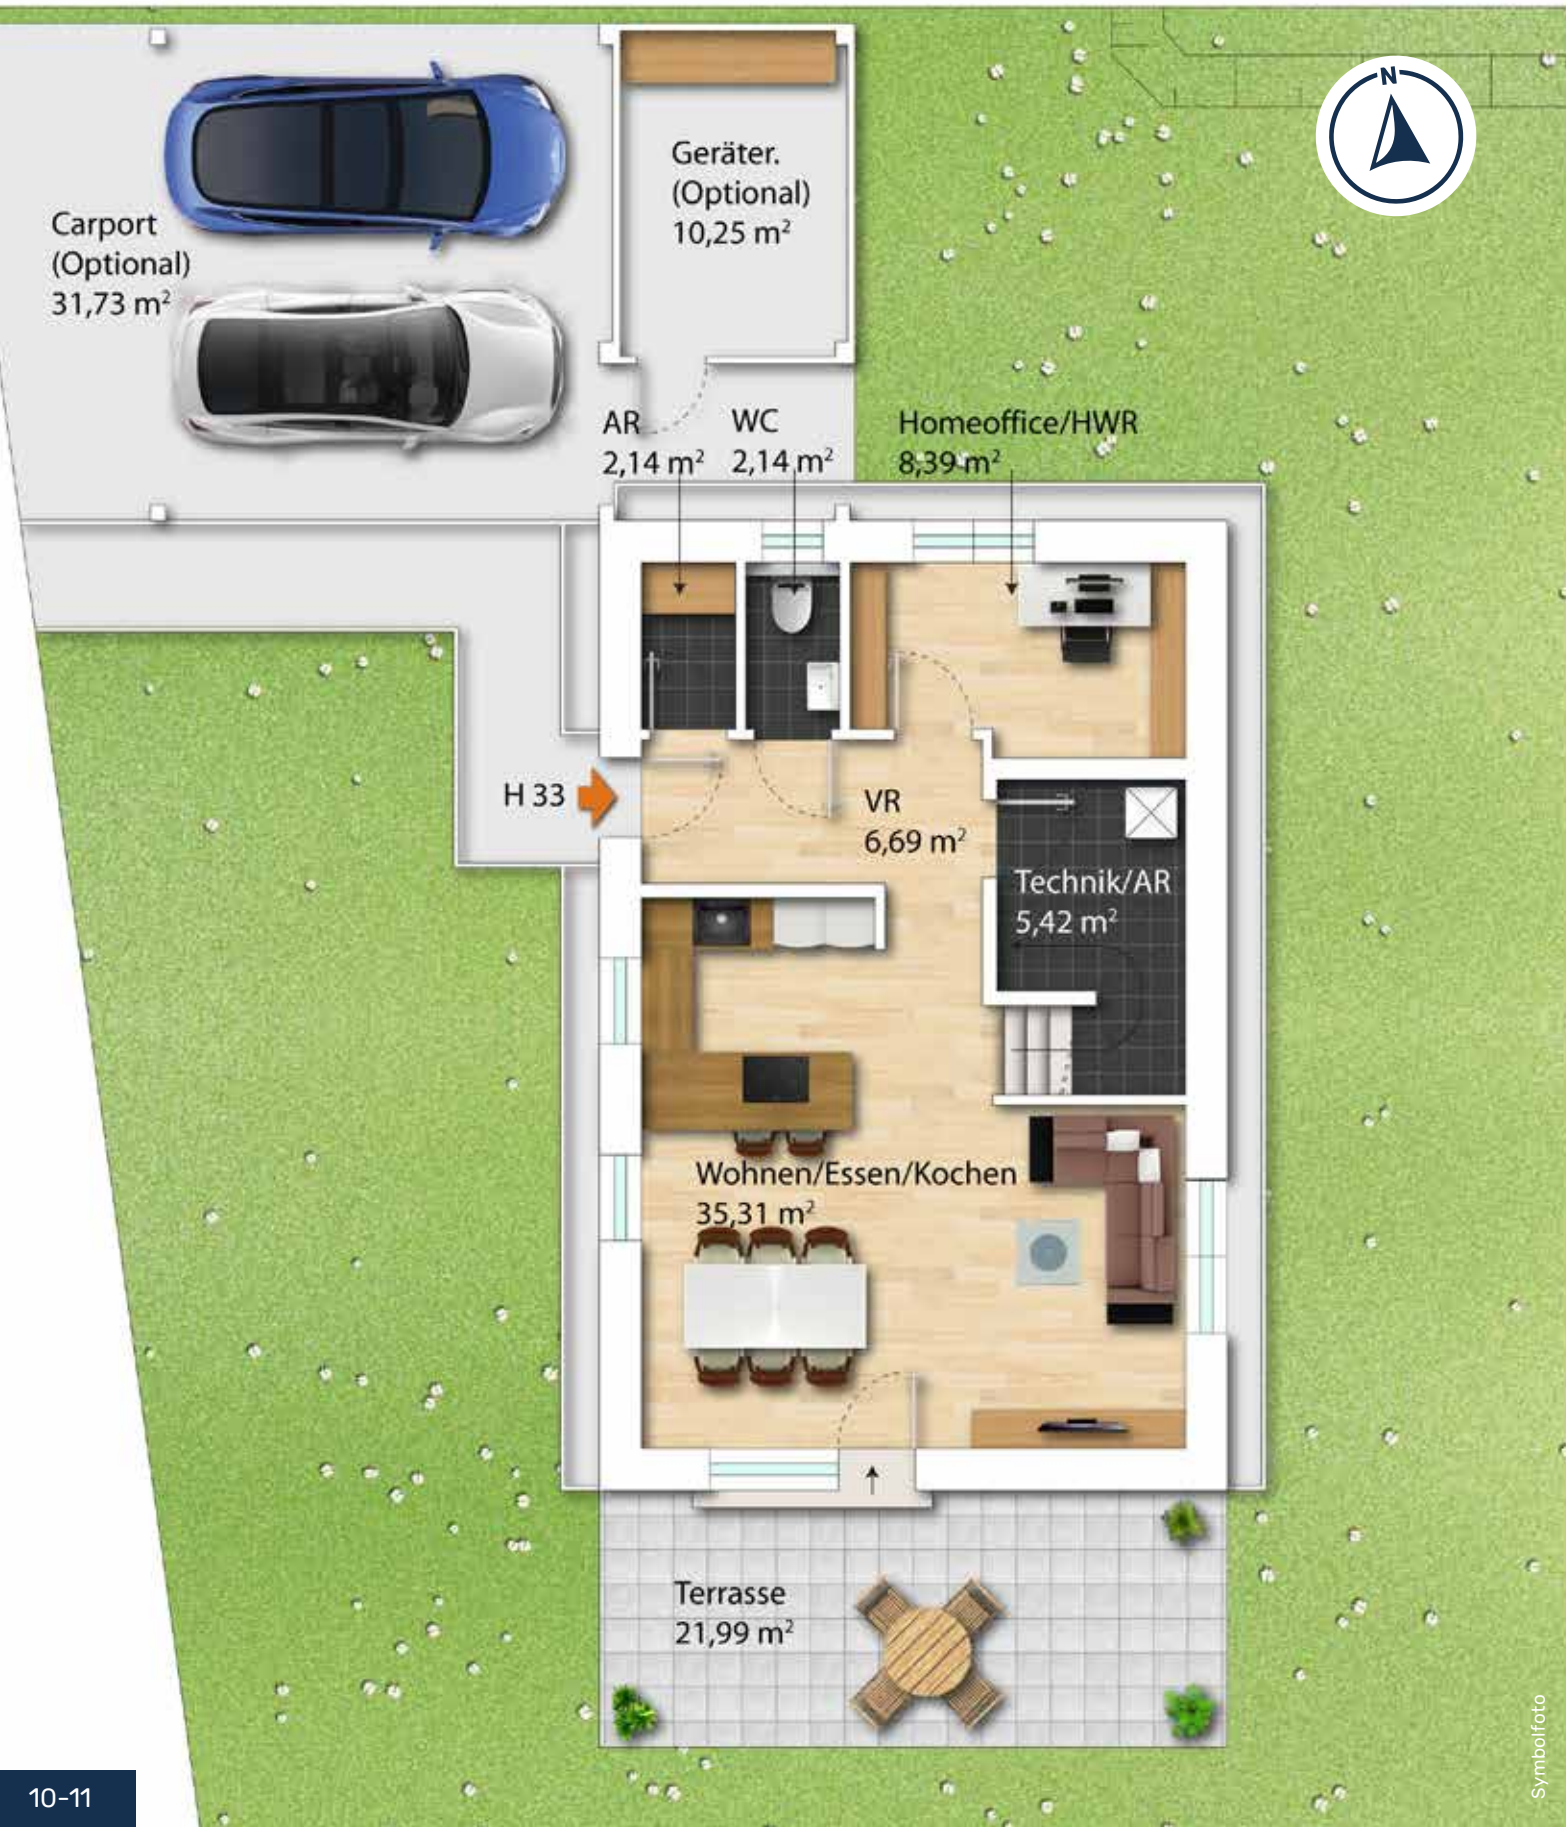 N
Geräter.
(Optional)
10,25 m²
Carport
(Optional)
31,73 m²
AR
2,14 m²
WC
2,14 m²
Homeoffice/HWR
8,39 m²
H 33
VR
6,69 m²
Technik/AR
5,42 m²
Wohnen/Essen/Kochen
35,31 m²
Terrasse
21,99 m²
Symbolfoto
10-11